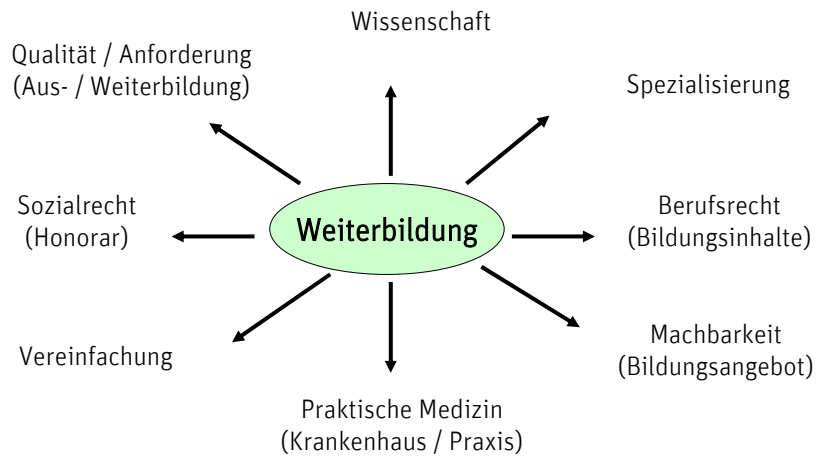 Wissenschaft
Qualität / Anforderung
(Aus- / Weiterbildung)
Spezialisierung
Sozialrecht
(Honorar)
Weiterbildung
Berufsrecht
(Bildungsinhalte)
Vereinfachung
Machbarkeit
(Bildungsangebot)
Praktische Medizin
(Krankenhaus / Praxis)